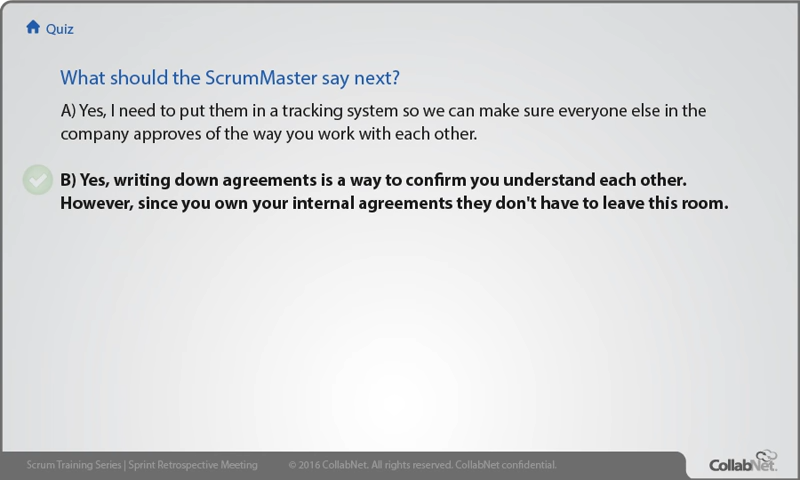 Quiz
What should the ScrumMaster say next?
A) Yes, I need to put them in a tracking system so we can make sure everyone else in the
company approves of the way you work with each other.
B) Yes, writing down agreements is a way to confirm you understand each other.
However, since you own your internal agreements they don't have to leave this room.
Scrum Training Series | Sprint Retrospective Meeting © 2016 CollabNet. All rights reserved. CollabNet confidential.
CollabNet.